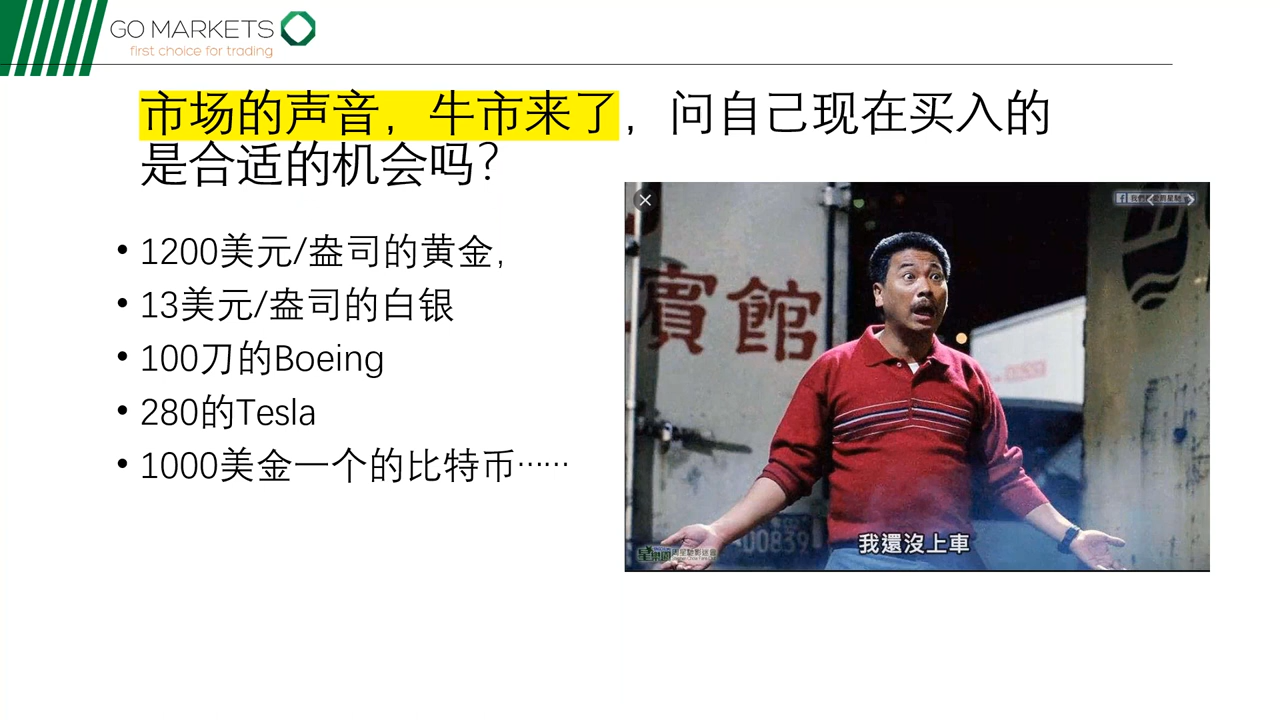 GO MARKETS
first choice for trading
市场的声音，牛市来了，问自己现在买入的
是合适的机会吗？
• 1200美元/盎司的黄金，
• 13美元/盎司的白银
• 100刀的Boeing
• 280的Tesla
• 1000美金一个的比特币……
賓館
00839
我還沒上車